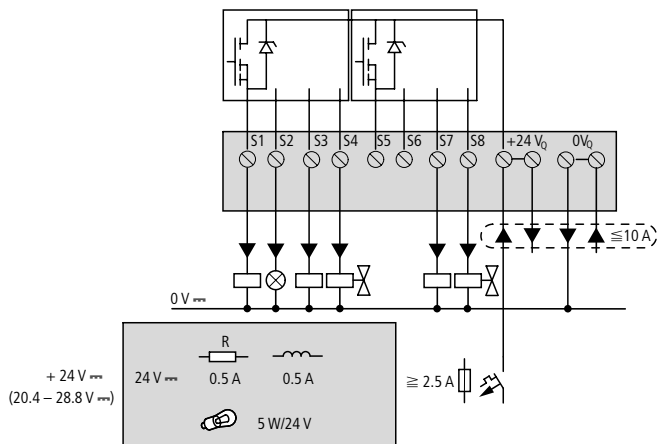 S1 S2 S3 S4 S5 S6 S7 S8 +24 VQ 0VQ
≦10 A
0 V ⎓
R
+ 24 V ⎓
(20.4 – 28.8 V ⎓)
24 V ⎓ 0.5 A 0.5 A
≧ 2.5 A
5 W/24 V